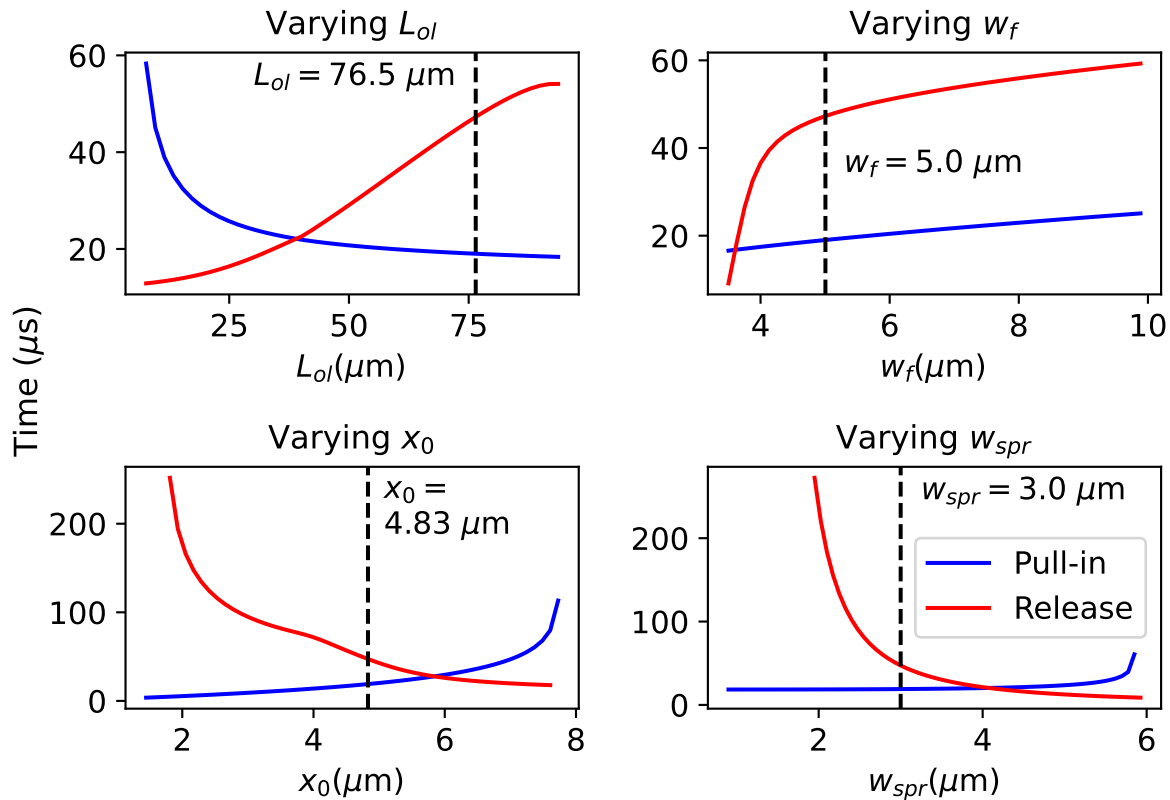 Varying L_ol
60
40
20
L_ol = 76.5 μm
25 50 75
L_ol(μm)
Varying w_f
60
40
20
w_f = 5.0 μm
4 6 8 10
w_f(μm)
Time (μs)
Varying x_0
200
100
0
x_0 =
4.83 μm
2 4 6 8
x_0(μm)
Varying w_spr
200
100
0
w_spr = 3.0 μm
Pull-in
Release
2 4 6
w_spr(μm)